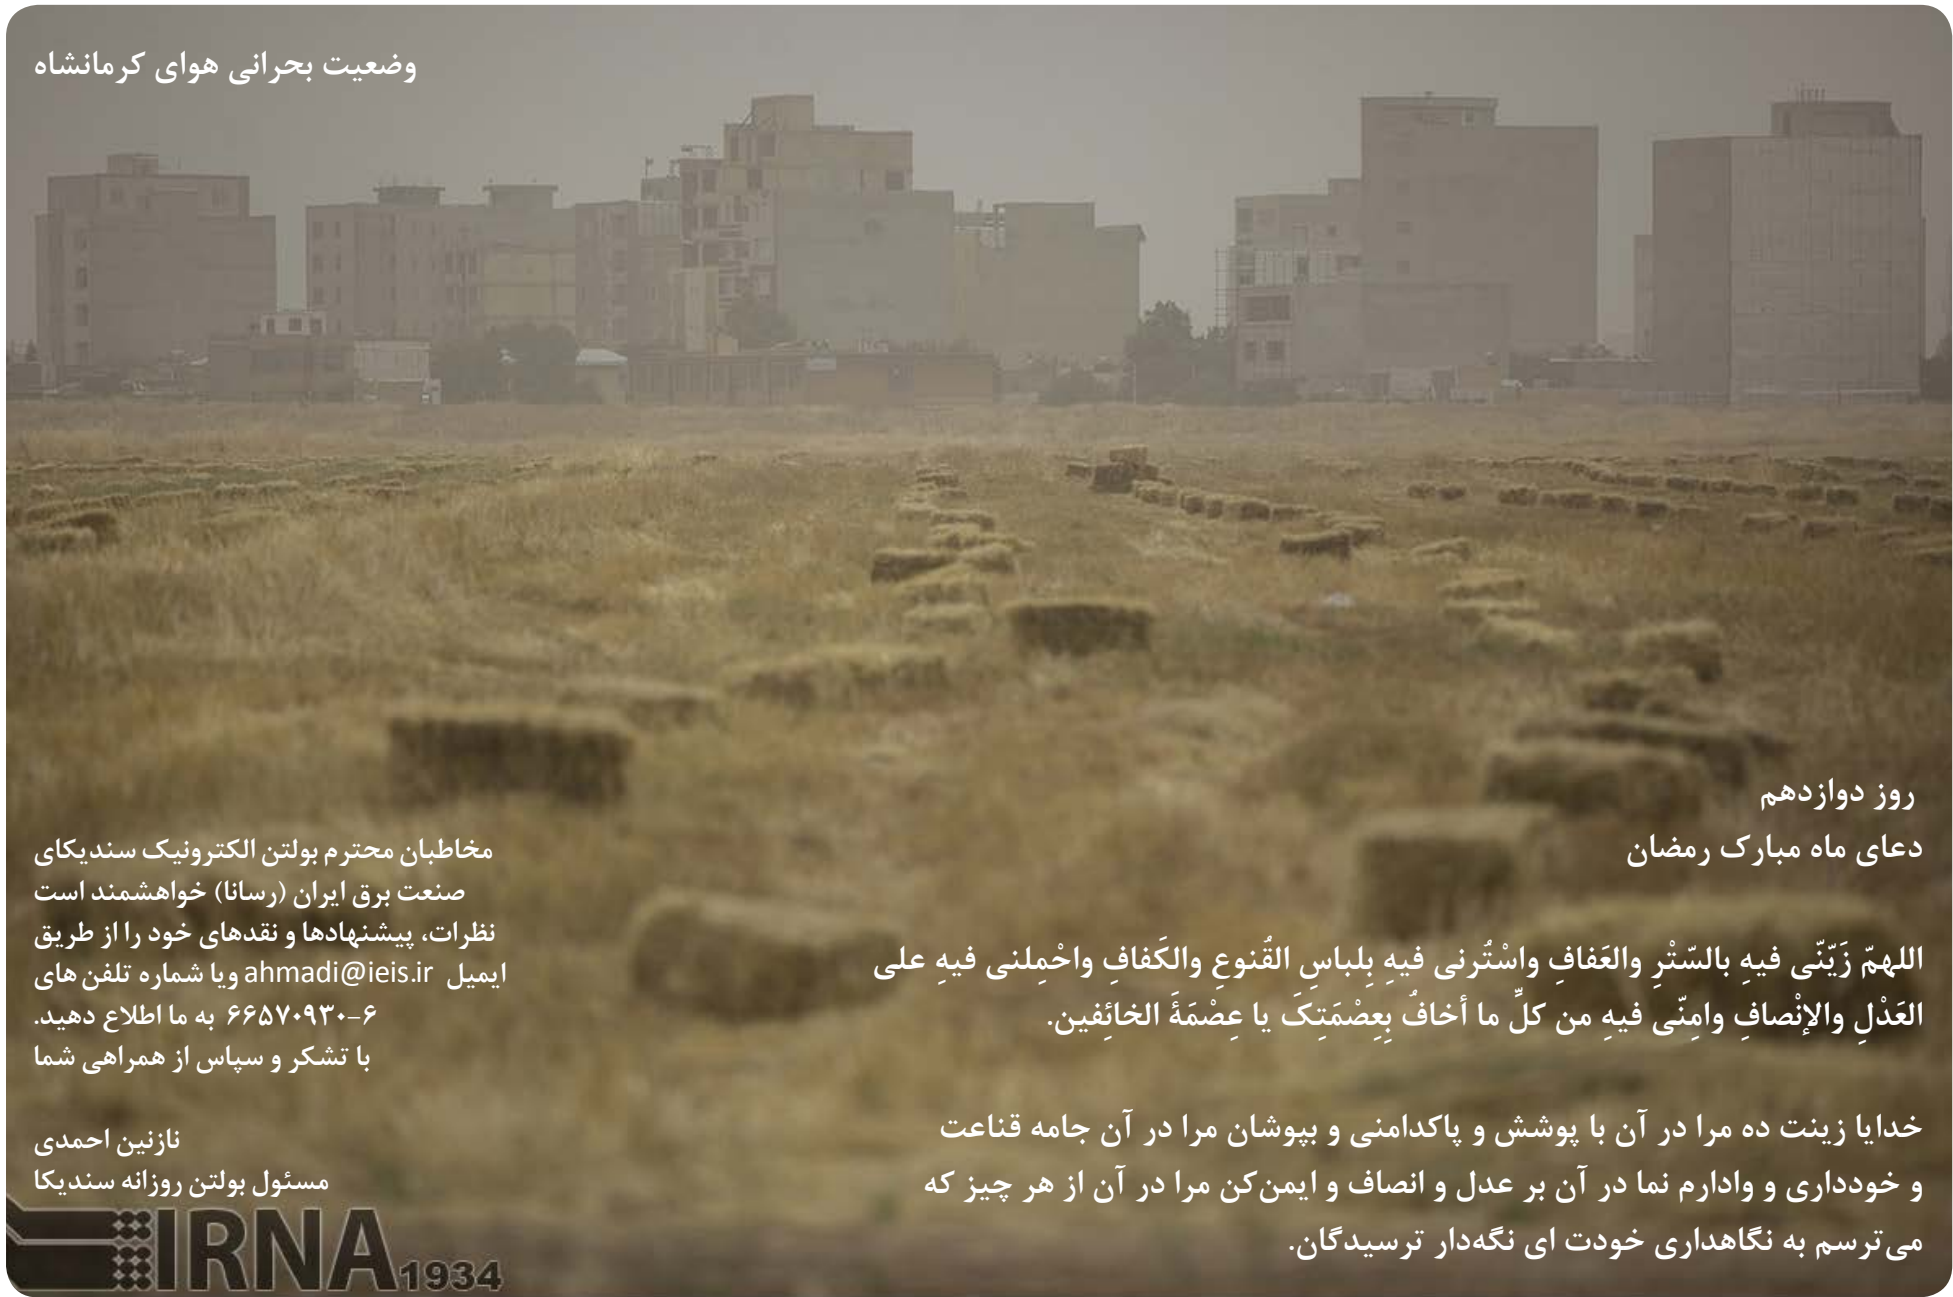 وضعیت بحرانی هوای کرمانشاه
روز دوازدهم
دعای ماه مبارک رمضان
اللهمّ زَیّنّی فیهِ بالسّتْرِ والعَفافِ واسْتُرنی فیهِ بِلباسِ القُنوعِ والکَفافِ واحْمِلنی فیهِ علی
العَدْلِ والإنْصافِ وامِنّی فیهِ من کلِّ ما أخافُ بِعِصْمَتِکَ یا عِصْمَةَ الخائِفین.
خدایا زینت ده مرا در آن با پوشش و پاکدامنی و بپوشان مرا در آن جامه قناعت
و خودداری و وادارم نما در آن بر عدل و انصاف و ایمن‌کن مرا در آن از هر چیز که
می‌ترسم به نگاهداری خودت ای نگه‌دار ترسیدگان.
مخاطبان محترم بولتن الکترونیک سندیکای
صنعت برق ایران (رسانا) خواهشمند است
نظرات، پیشنهادها و نقدهای خود را از طریق
ایمیل ahmadi@ieis.ir ویا شماره تلفن های
۶-۶۶۵۷۰۹۳۰ به ما اطلاع دهید.
با تشکر و سپاس از همراهی شما
نازنین احمدی
مسئول بولتن روزانه سندیکا
IRNA 1934